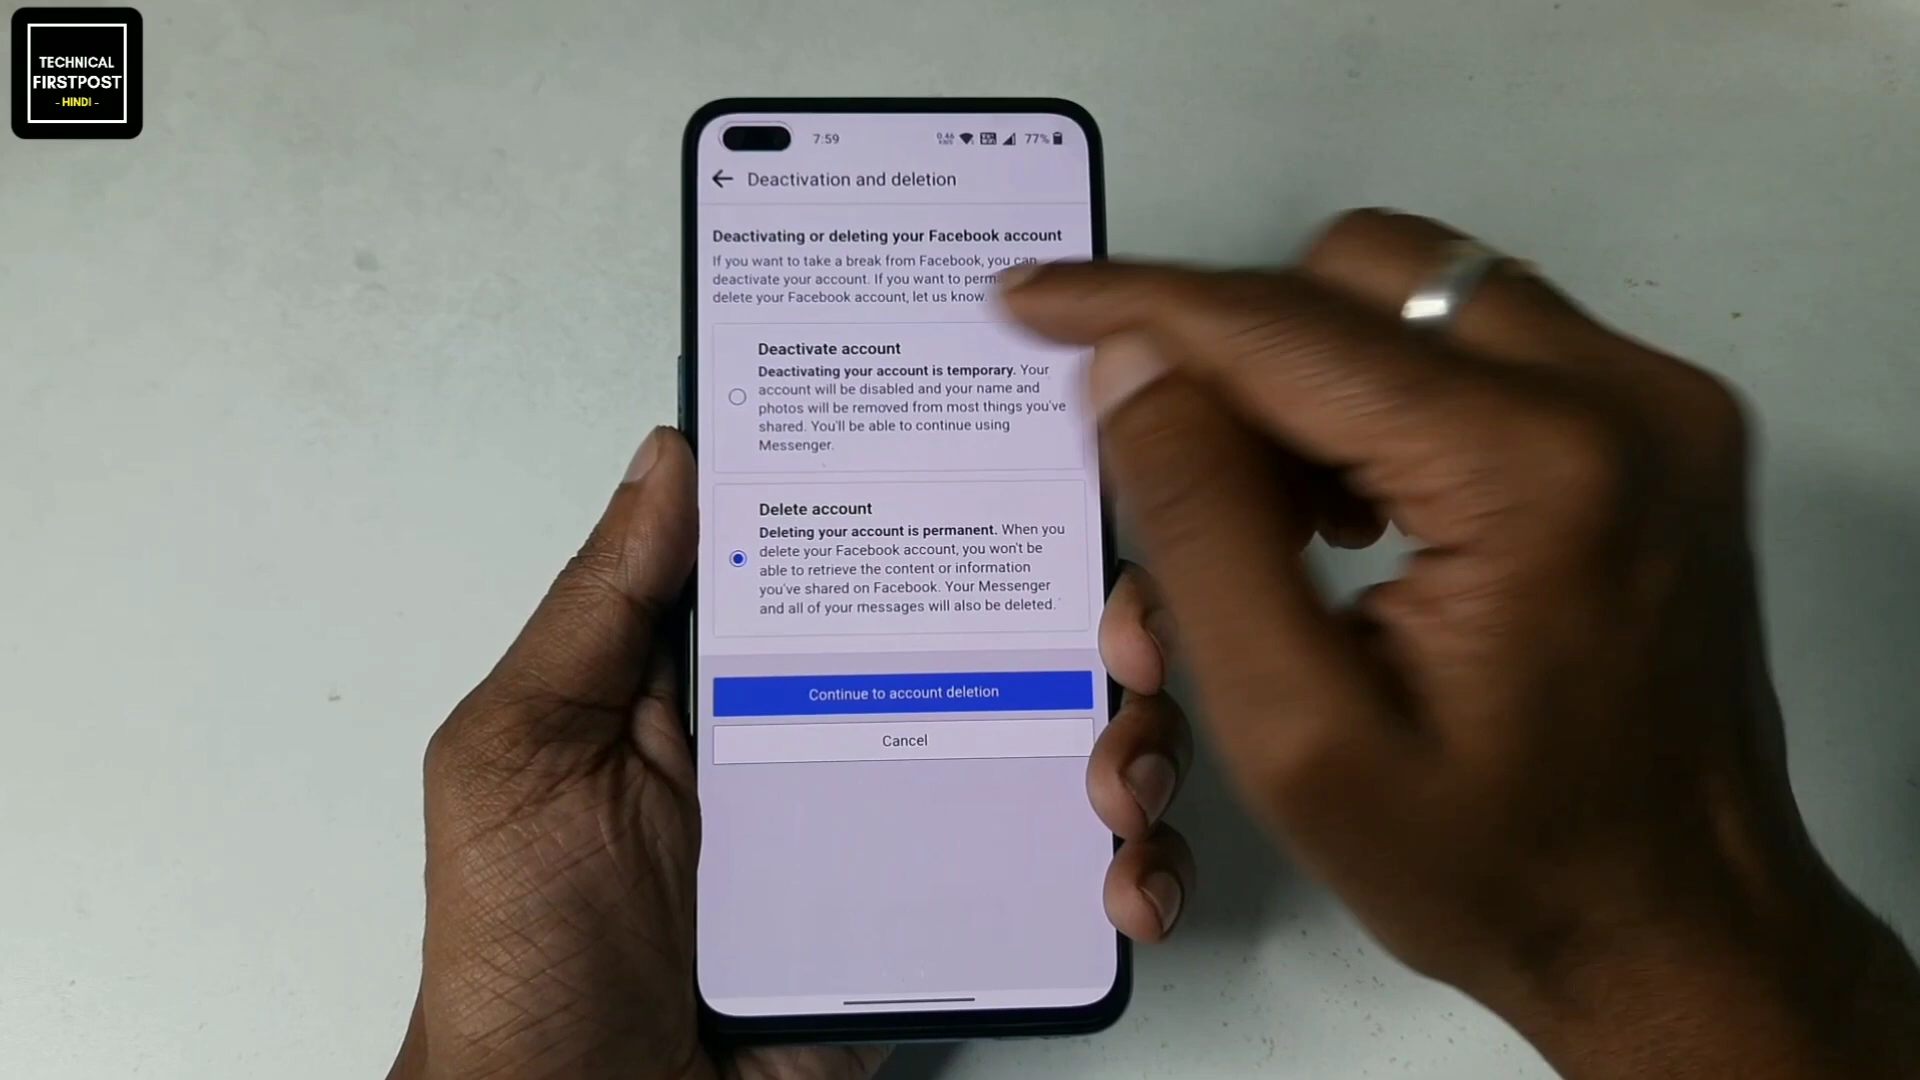 TECHNICAL
FIRSTPOST
- HINDI -
7:59
77%
Deactivation and deletion
Deactivating or deleting your Facebook account
If you want to take a break from Facebook, you can
deactivate your account. If you want to
delete your Facebook account, let us know.
Deactivate account
Deactivating your account is temporary. Your
account will be disabled and your name and
photos will be removed from most things you've
shared. You'll be able to continue using
Messenger.
Delete account
Deleting your account is permanent. When you
delete your Facebook account, you won't be
able to retrieve the content or information
you've shared on Facebook. Your Messenger
and all of your messages will also be deleted.
Continue to account deletion
Cancel